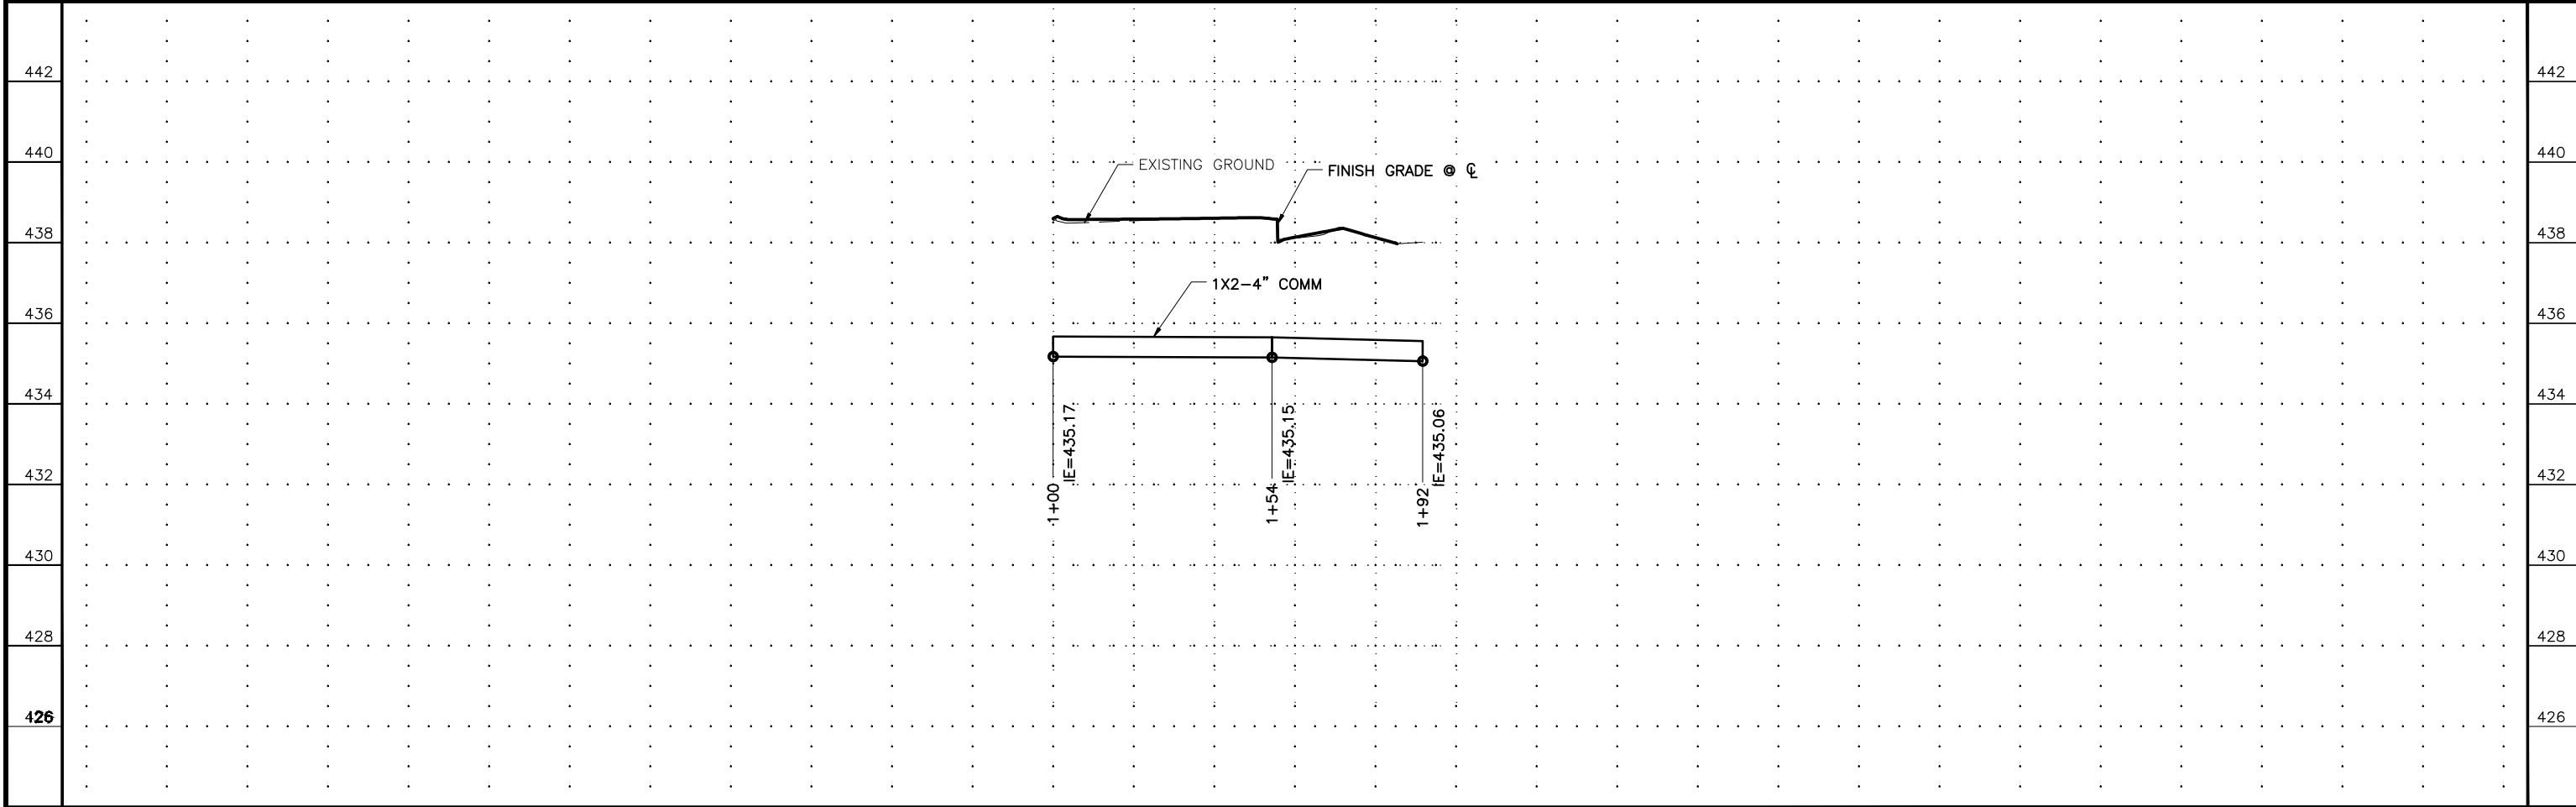 442 442
440 440
EXISTING GROUND FINISH GRADE @ ℄
438 438
1X2-4" COMM
436 436
434 434
IE=435.17 IE=435.15 IE=435.06
432 432
1+00 1+54 1+92
430 430
428 428
426 426